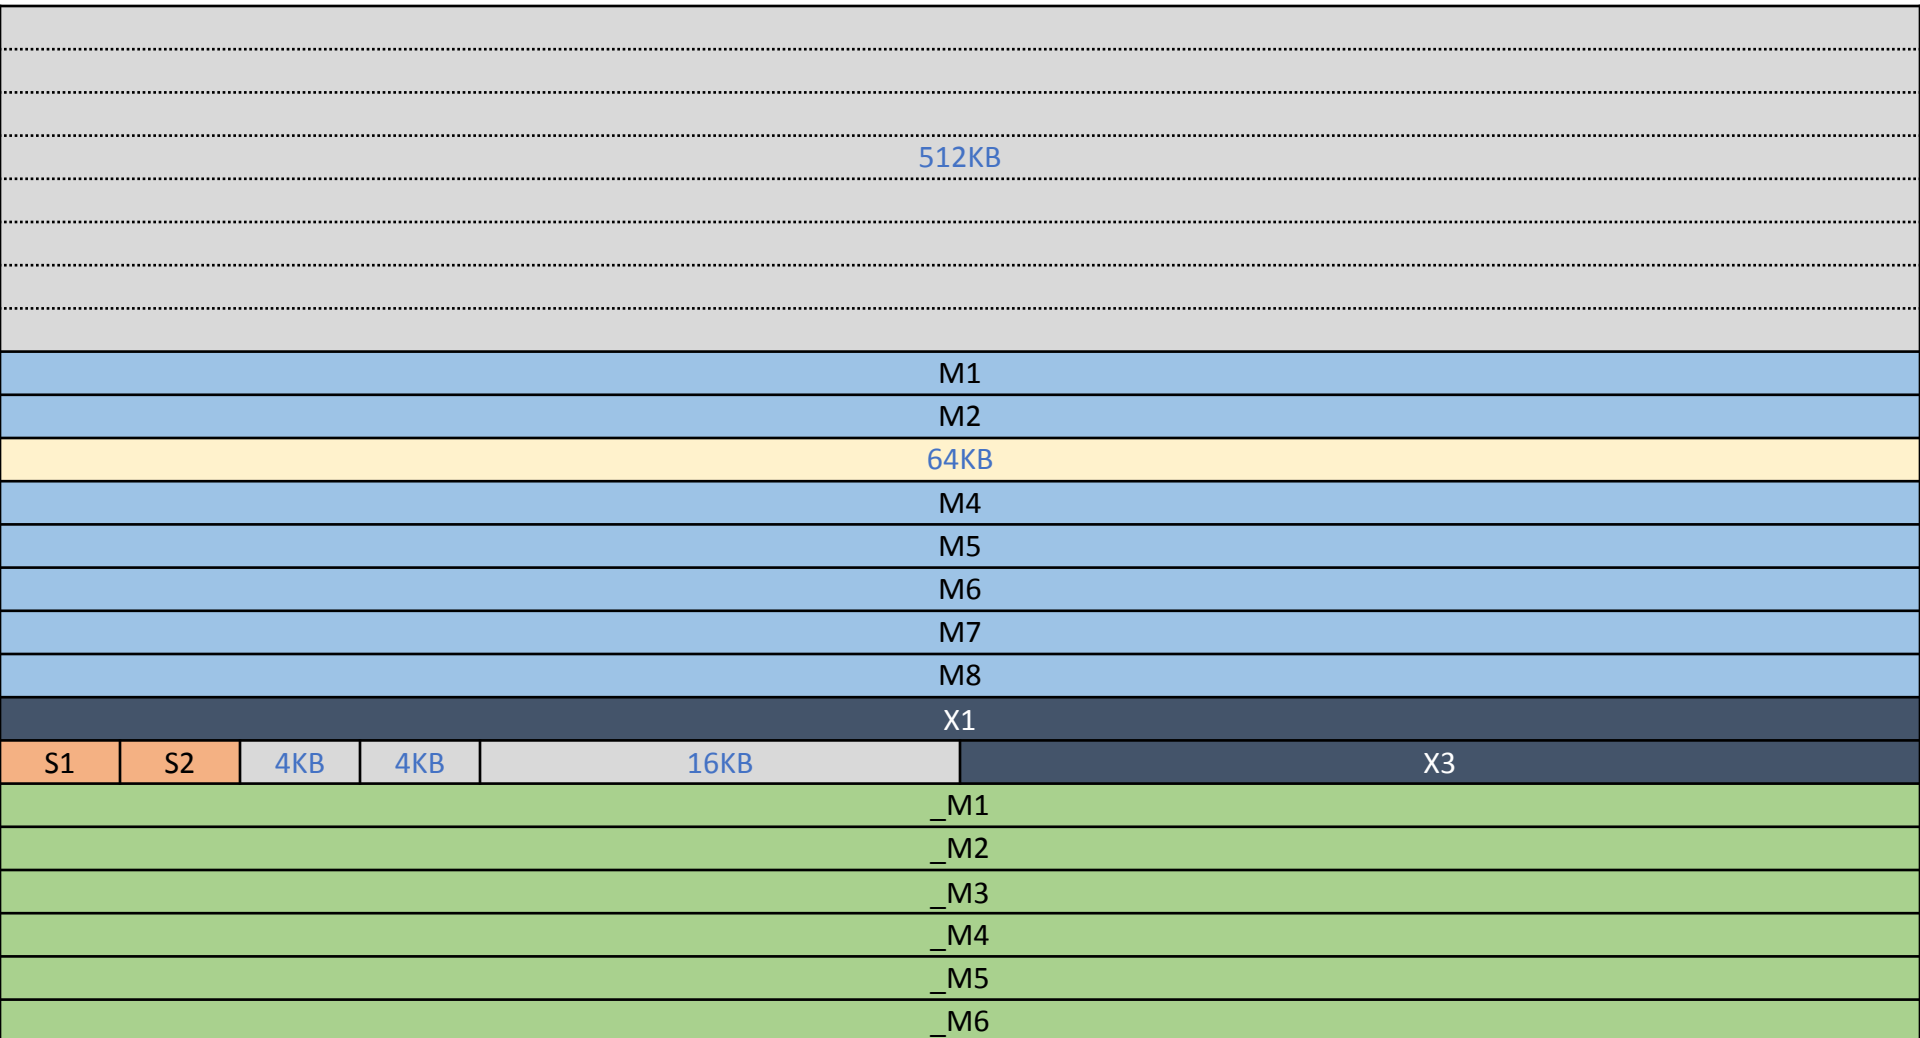 512KB
M1
M2
64KB
M4
M5
M6
M7
M8
X1
S1 S2 4KB 4KB 16KB X3
_M1
_M2
_M3
_M4
_M5
_M6